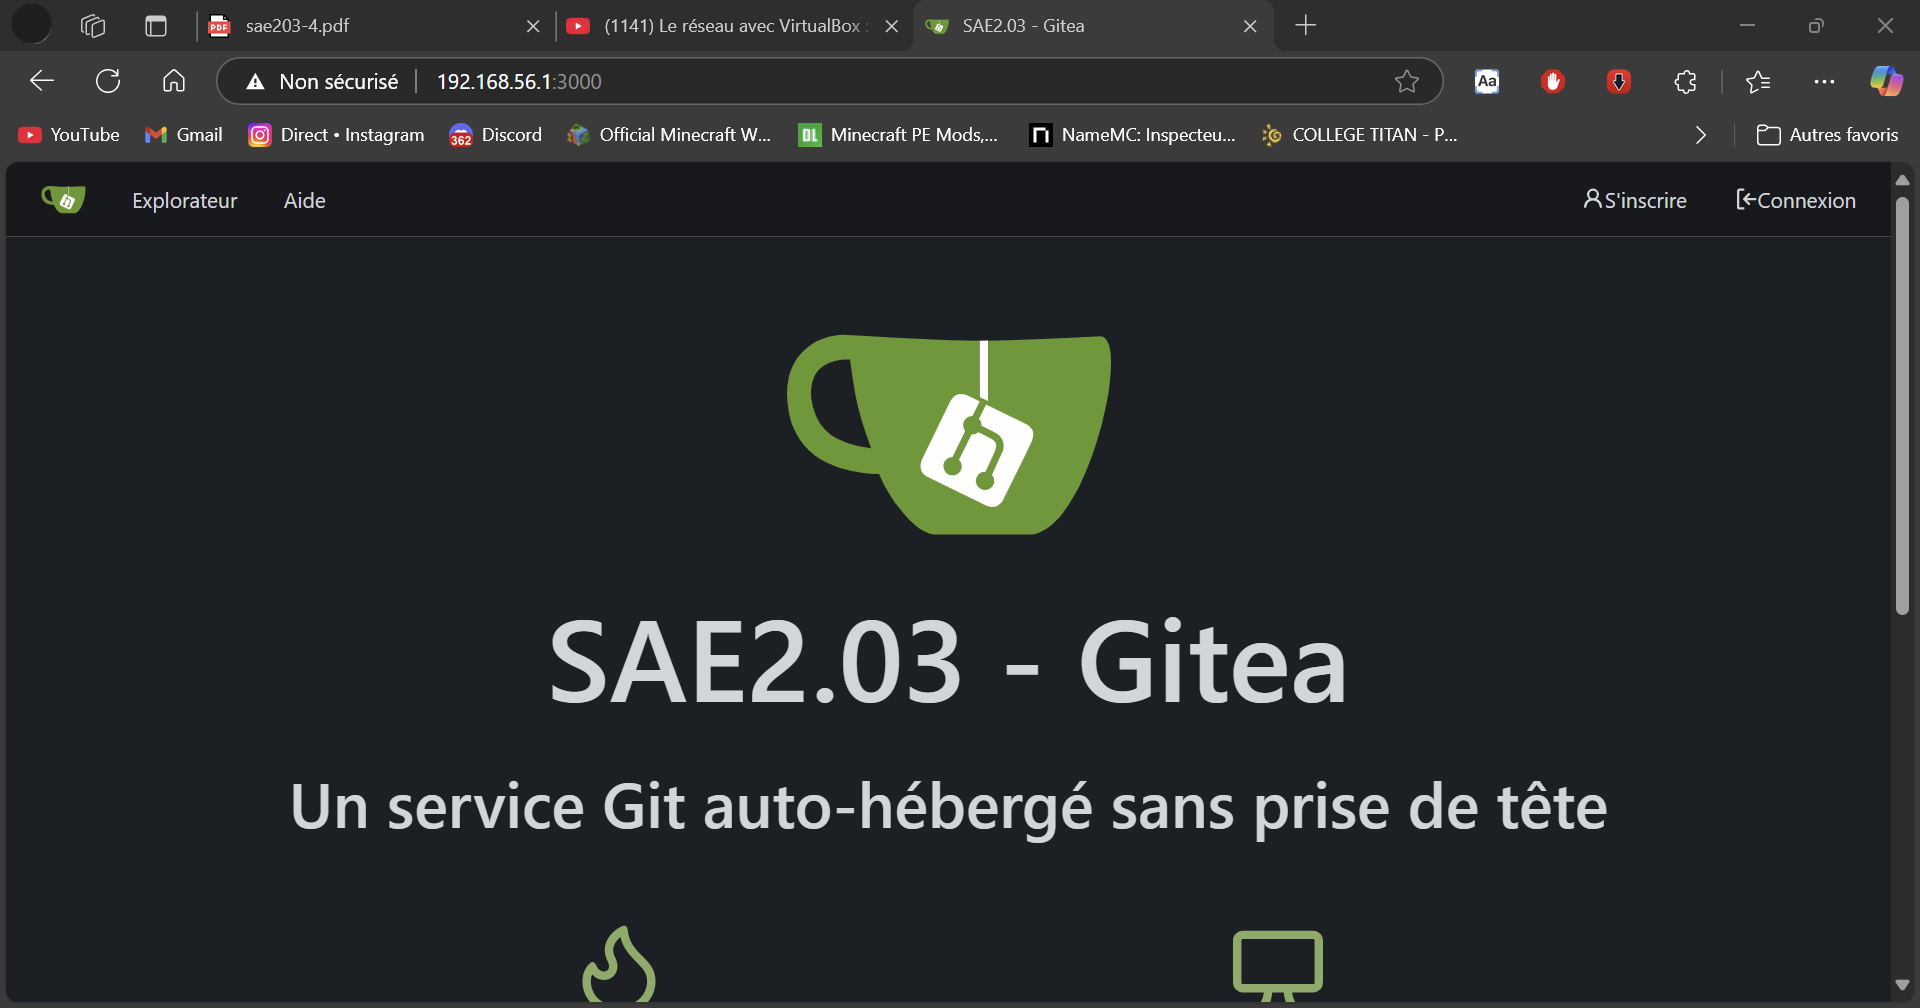 sae203-4.pdf
(1141) Le réseau avec VirtualBox :
SAE2.03 - Gitea
Non sécurisé
192.168.56.1:3000
Aa
YouTube
Gmail
Direct • Instagram
362
Discord
Official Minecraft W...
DL
Minecraft PE Mods,...
NameMC: Inspecteu...
COLLEGE TITAN - P...
Autres favoris
Explorateur
Aide
S'inscrire
Connexion
SAE2.03 - Gitea
Un service Git auto-hébergé sans prise de tête